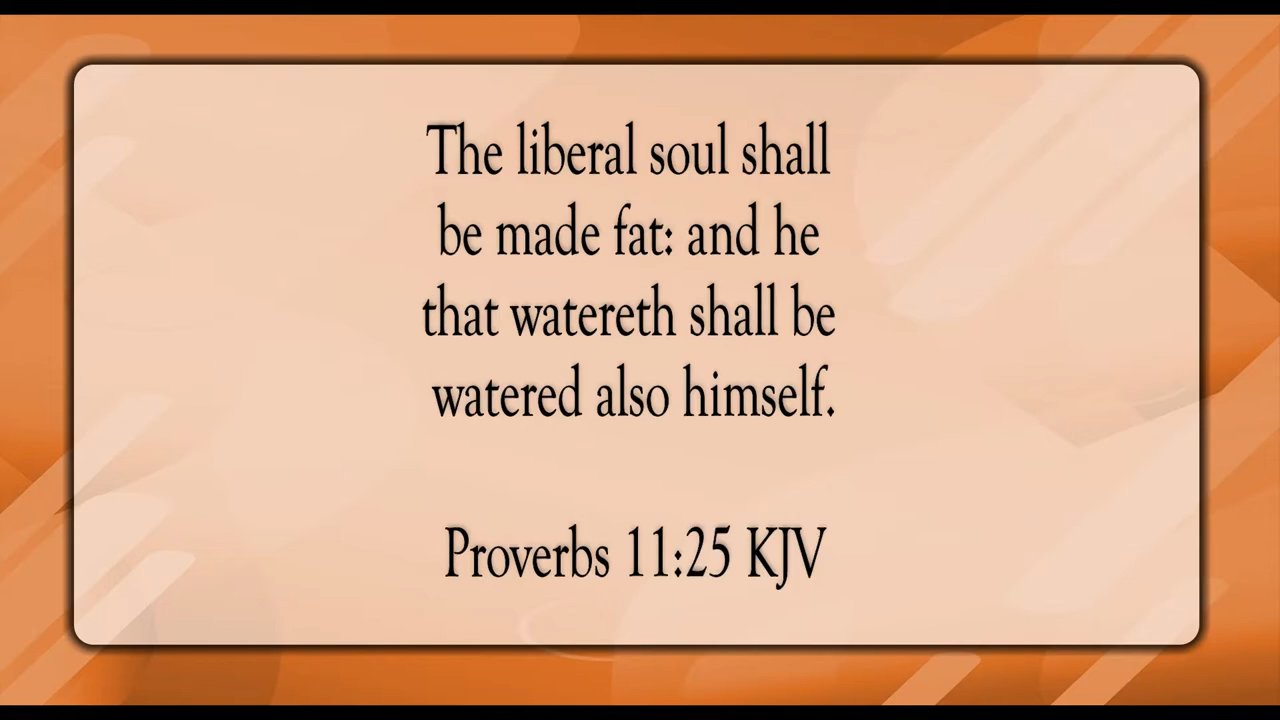 The liberal soul shall
be made fat: and he
that watereth shall be
watered also himself.
Proverbs 11:25 KJV